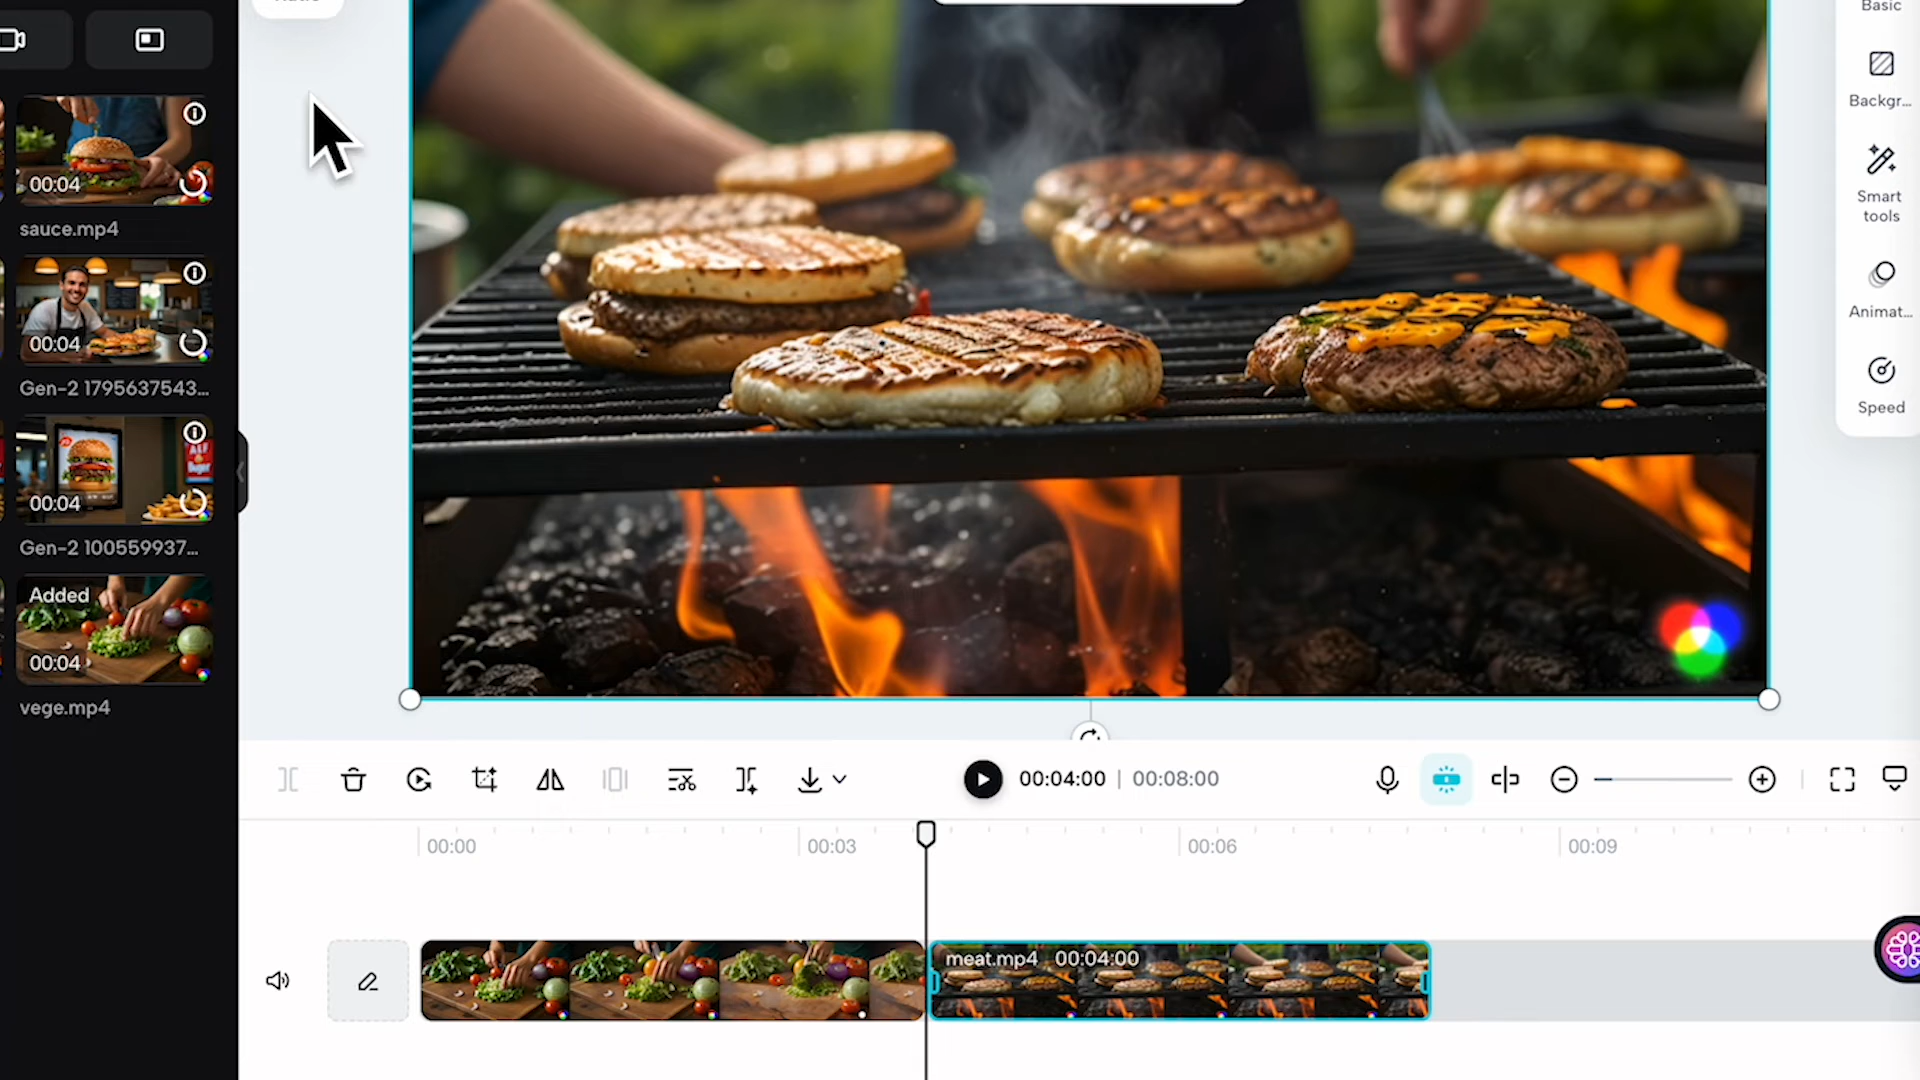 Basic
Backgr...
Smart
tools
Animat...
Speed
00:04
sauce.mp4
00:04
Gen-2 1795637543...
00:04
Gen-2 100559937...
Added
00:04
vege.mp4
00:04:00 | 00:08:00
00:00
00:03
00:06
00:09
meat.mp4 00:04:00